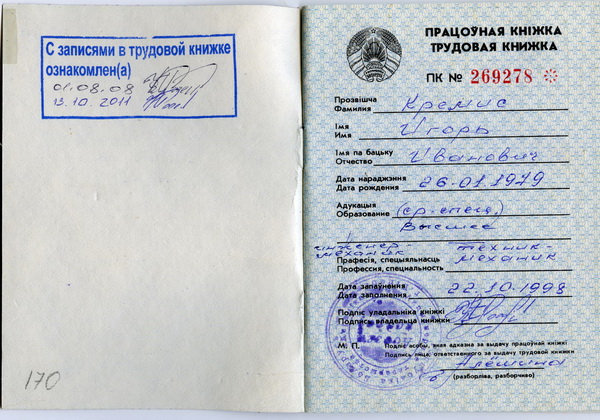 С записями в трудовой книжке
ознакомлен(а)
01.08.08
13.10.2011
170
ПРАЦОЎНАЯ КНІЖКА
ТРУДОВАЯ КНИЖКА
ПК № 269278
Прозвішча
Фамилия Кремис
Імя
Имя Игорь
Імя па бацьку
Отчество Иванович
Дата нараджэння
Дата рождения 26.01.1979
Адукацыя
Образование (ср. спец.)
Высшее
инженер- техник-
механик механик
Прафесія, спецыяльнасць
Профессия, специальность
Дата запаўнення
Дата заполнения 22.10.1998
Подпіс уладальніка кніжкі
Подпись владельца книжки
М. П. Подпіс асобы, якая адказна за выдачу працоўнай кніжкі
Подпись лица, ответственного за выдачу трудовой книжки
Алёшина
(разборліва, разборчиво)